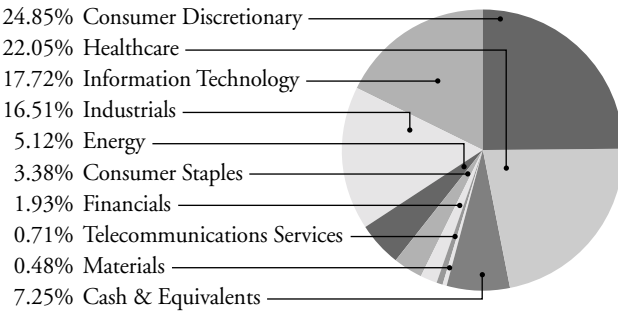 24.85% Consumer Discretionary
22.05% Healthcare
17.72% Information Technology
16.51% Industrials
5.12% Energy
3.38% Consumer Staples
1.93% Financials
0.71% Telecommunications Services
0.48% Materials
7.25% Cash & Equivalents